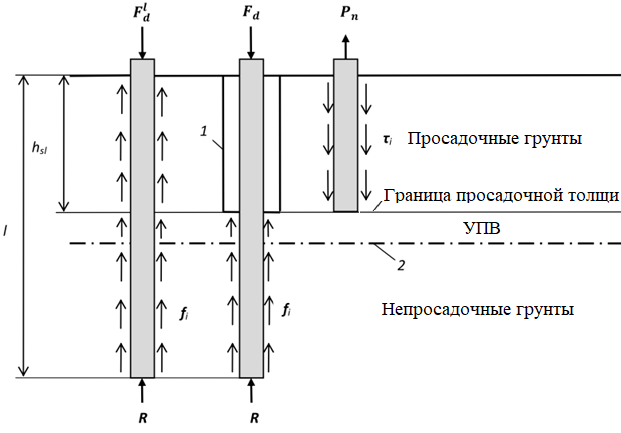 F_d^l F_d P_n
h_sl 1 τ_i Просадочные грунты
Граница просадочной толщи
l УПВ
2
f_i f_i Непросадочные грунты
R R